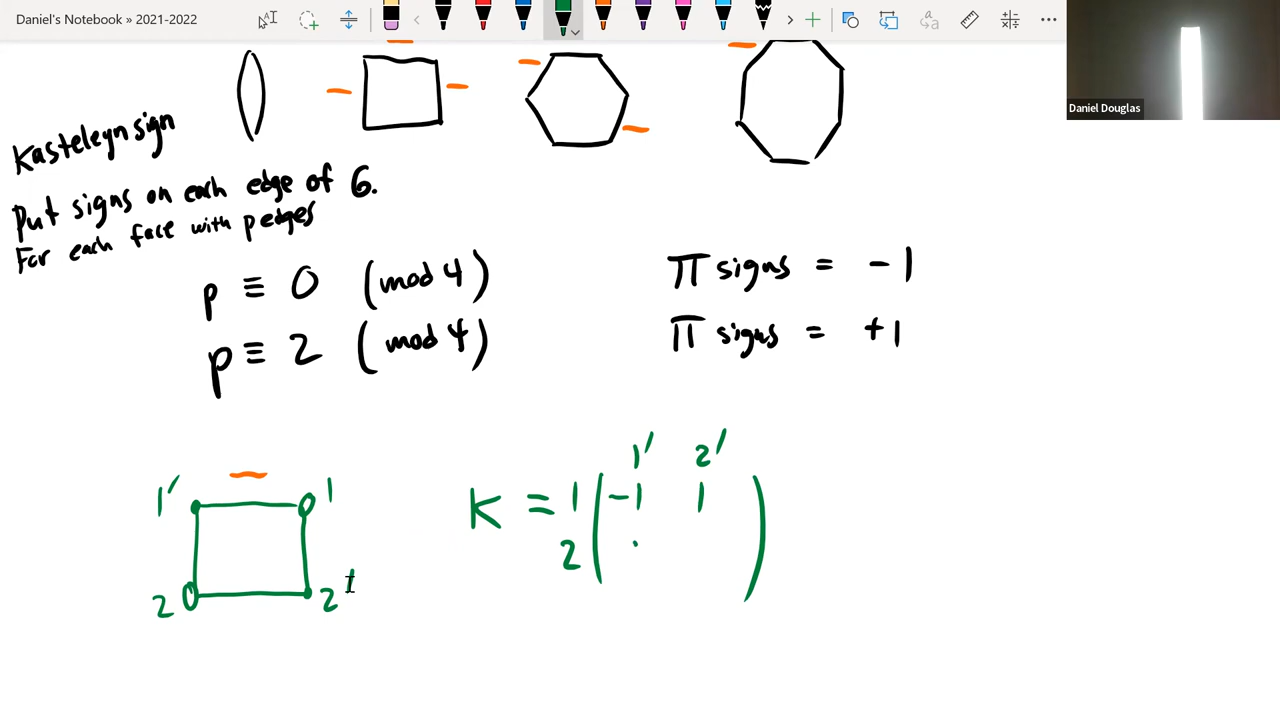 Daniel's Notebook » 2021-2022
Daniel Douglas
Kasteleyn sign
Put signs on each edge of G.
For each face with p edges
p ≡ 0 (mod 4) π signs = -1
p ≡ 2 (mod 4) π signs = +1
1' 1
2 2'
1' 2'
K = 1 ( -1 1
2 . )